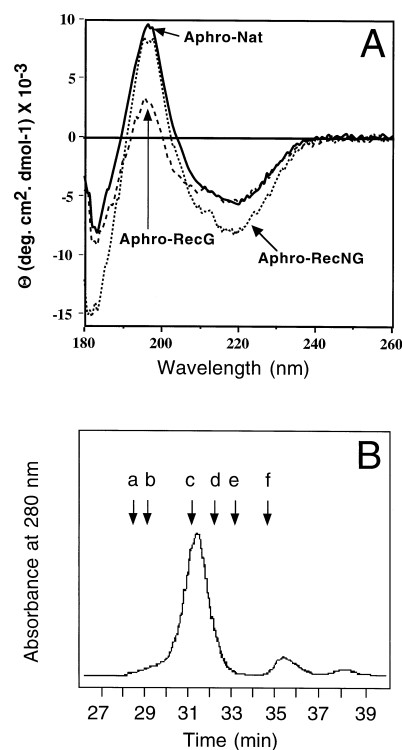 A
Θ (deg. cm². dmol-1) X 10⁻³
10
5
0
-5
-10
-15
Aphro-Nat
Aphro-RecG
Aphro-RecNG
180
200
220
240
260
Wavelength (nm)
B
Absorbance at 280 nm
a b c d e f
27 29 31 33 35 37 39
Time (min)